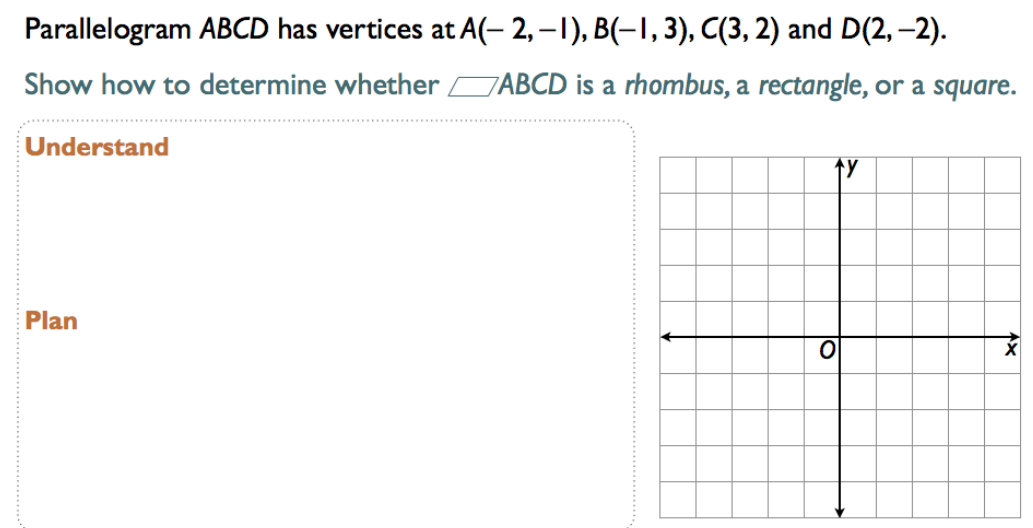 Parallelogram ABCD has vertices at A(– 2, –1), B(–1, 3), C(3, 2) and D(2, –2).
Show how to determine whether ▱ABCD is a rhombus, a rectangle, or a square.
Understand
Plan
y
O
x